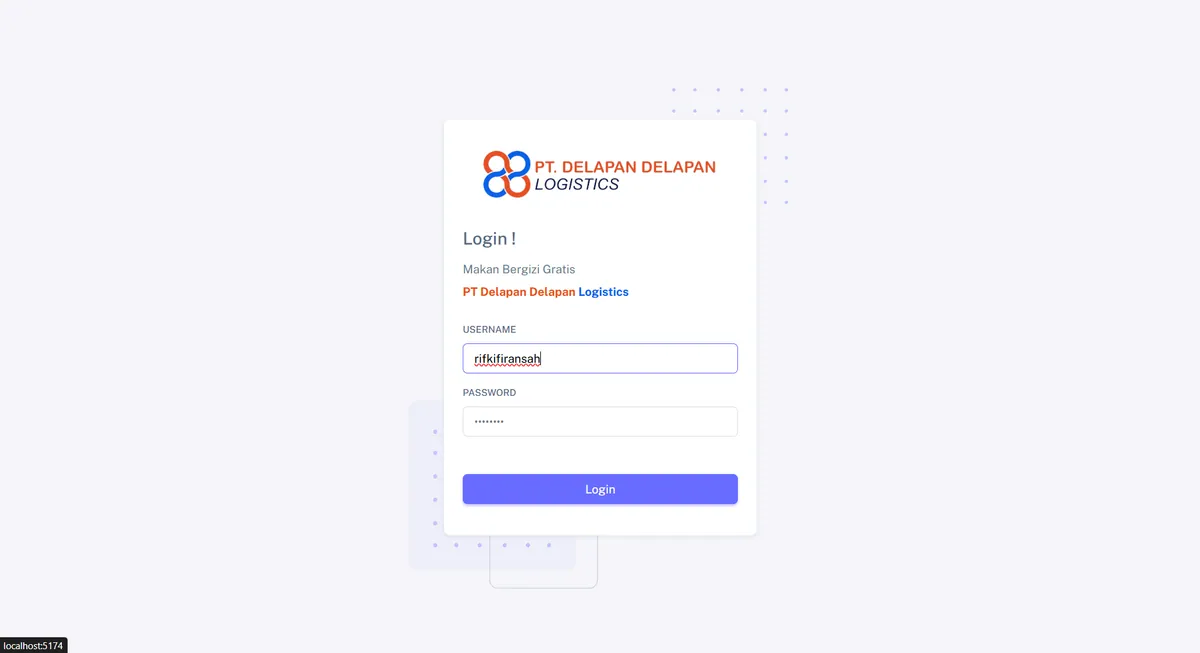 PT. DELAPAN DELAPAN
LOGISTICS
Login !
Makan Bergizi Gratis
PT Delapan Delapan Logistics
USERNAME
rifkifiransah
PASSWORD
········
Login
localhost:5174